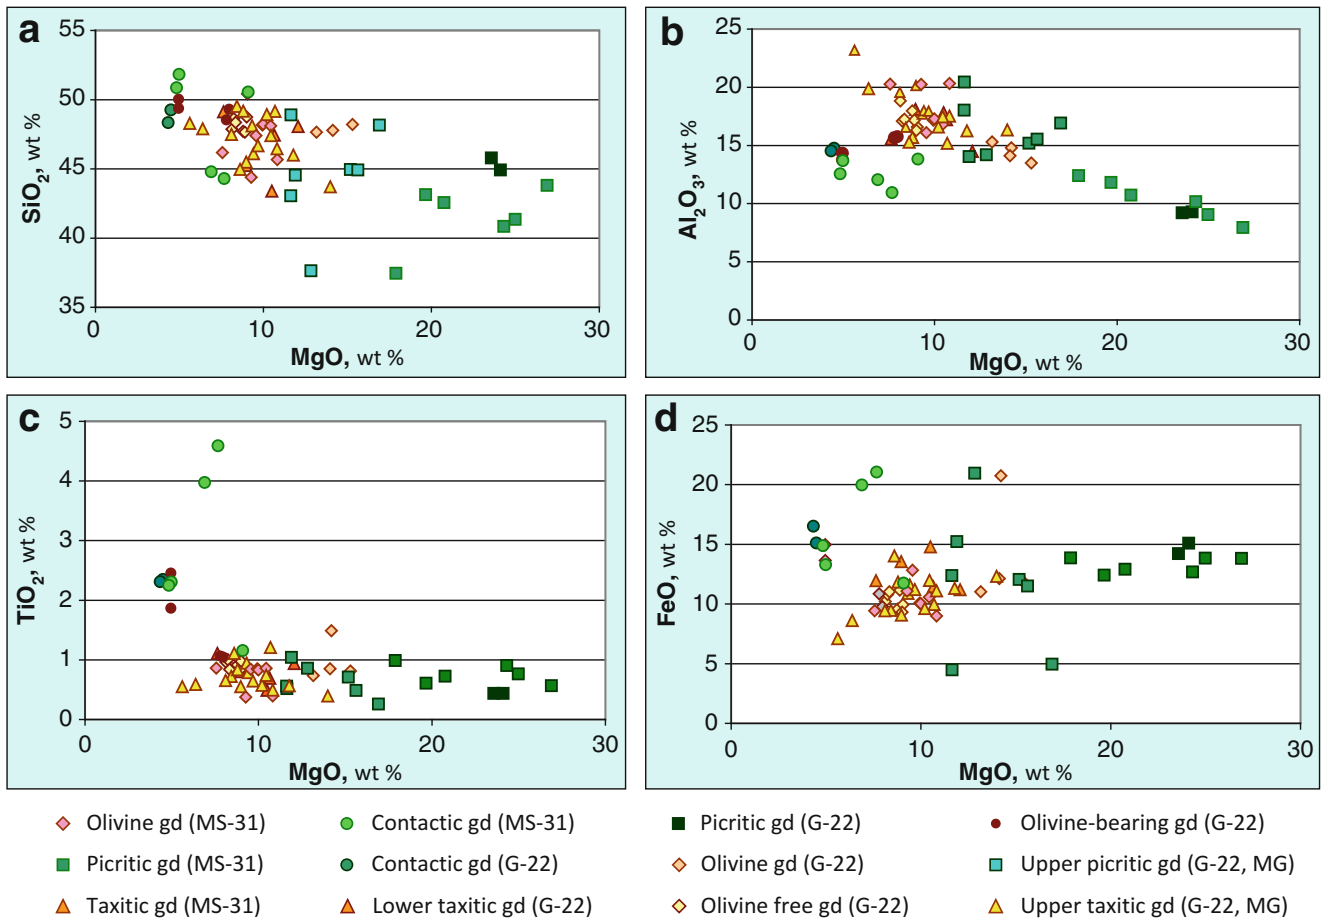 a
55
50
45
40
35
SiO2, wt %
0 10 20 30
MgO, wt %
b
25
20
15
10
5
0
Al2O3, wt %
0 10 20 30
MgO, wt %
c
5
4
3
2
1
0
TiO2, wt %
0 10 20 30
MgO, wt %
d
25
20
15
10
5
0
FeO, wt %
0 10 20 30
MgO, wt %
Olivine gd (MS-31)
Contactic gd (MS-31)
Picritic gd (G-22)
Olivine-bearing gd (G-22)
Picritic gd (MS-31)
Contactic gd (G-22)
Olivine gd (G-22)
Upper picritic gd (G-22, MG)
Taxitic gd (MS-31)
Lower taxitic gd (G-22)
Olivine free gd (G-22)
Upper taxitic gd (G-22, MG)